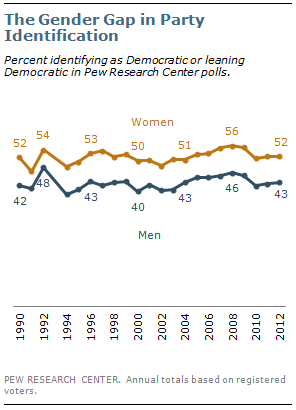 The Gender Gap in Party
Identification
Percent identifying as Democratic or leaning
Democratic in Pew Research Center polls.
Women
52 54 53 50 51 56 52
42 48 43 40 43 46 43
Men
1990 1992 1994 1996 1998 2000 2002 2004 2006 2008 2010 2012
PEW RESEARCH CENTER. Annual totals based on registered
voters.